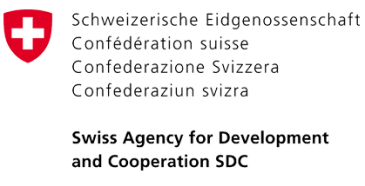 Schweizerische Eidgenossenschaft
Confédération suisse
Confederazione Svizzera
Confederaziun svizra
Swiss Agency for Development
and Cooperation SDC